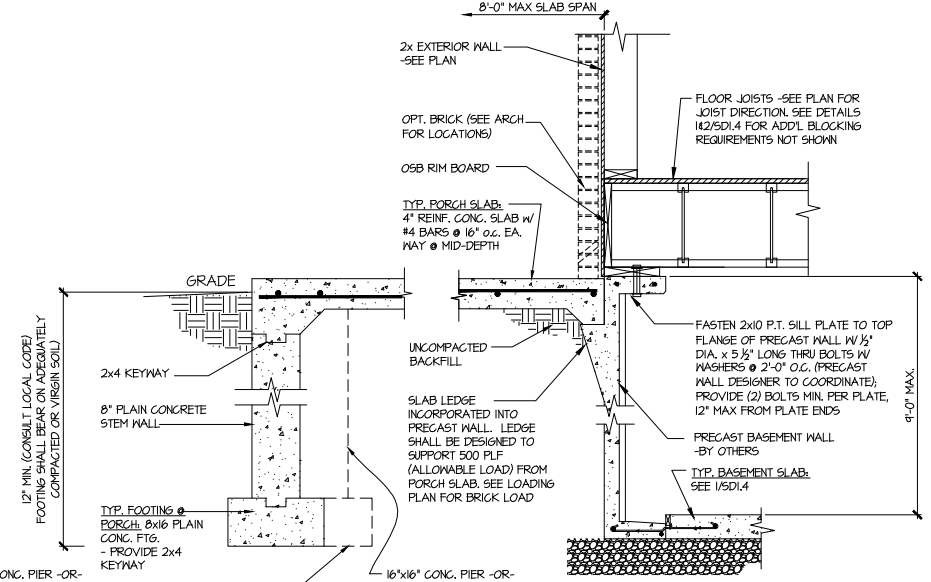 8'-0" MAX SLAB SPAN
2x EXTERIOR WALL
-SEE PLAN
FLOOR JOISTS -SEE PLAN FOR
JOIST DIRECTION. SEE DETAILS
1&2/SD1.4 FOR ADD'L BLOCKING
REQUIREMENTS NOT SHOWN
OPT. BRICK (SEE ARCH
FOR LOCATIONS)
OSB RIM BOARD
TYP. PORCH SLAB:
4" REINF. CONC. SLAB W/
#4 BARS @ 16" o.c. EA.
WAY @ MID-DEPTH
GRADE
12" MIN. (CONSULT LOCAL CODE)
FOOTING SHALL BEAR ON ADEQUATELY
COMPACTED OR VIRGIN SOIL)
2x4 KEYWAY
8" PLAIN CONCRETE
STEM WALL
UNCOMPACTED
BACKFILL
SLAB LEDGE
INCORPORATED INTO
PRECAST WALL. LEDGE
SHALL BE DESIGNED TO
SUPPORT 500 PLF
(ALLOWABLE LOAD) FROM
PORCH SLAB. SEE LOADING
PLAN FOR BRICK LOAD
FASTEN 2x10 P.T. SILL PLATE TO TOP
FLANGE OF PRECAST WALL W/ 1/2"
DIA. x 5 1/2" LONG THRU BOLTS W/
WASHERS @ 2'-0" O.C. (PRECAST
WALL DESIGNER TO COORDINATE);
PROVIDE (2) BOLTS MIN. PER PLATE,
12" MAX FROM PLATE ENDS
9'-0" MAX.
PRECAST BASEMENT WALL
-BY OTHERS
TYP. BASEMENT SLAB:
SEE 1/SD1.4
TYP. FOOTING @
PORCH: 8x16 PLAIN
CONC. FTG.
- PROVIDE 2x4
KEYWAY
ONC. PIER -OR-
16"x16" CONC. PIER -OR-